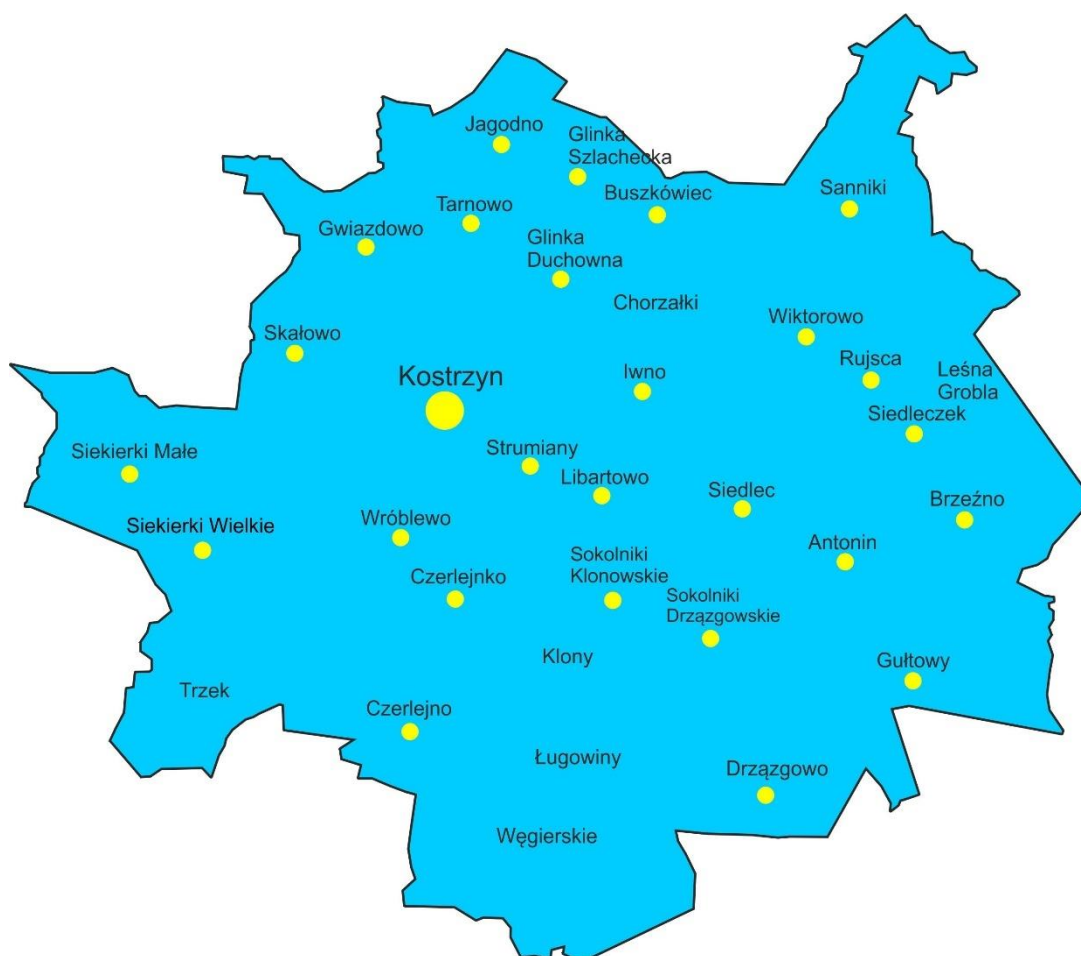 Jagodno
Glinka
Szlachecka
Buszkówiec
Sanniki
Tarnowo
Gwiazdowo
Glinka
Duchowna
Chorzałki
Wiktorowo
Skałowo
Rujsca
Leśna
Grobla
Kostrzyn
Iwno
Siedleczek
Siekierki Małe
Strumiany
Libartowo
Siedlec
Brzeźno
Siekierki Wielkie
Wróblewo
Antonin
Sokolniki
Klonowskie
Czerlejnko
Sokolniki
Drzązgowskie
Klony
Gułtowy
Trzek
Czerlejno
Ługowiny
Drzązgowo
Węgierskie